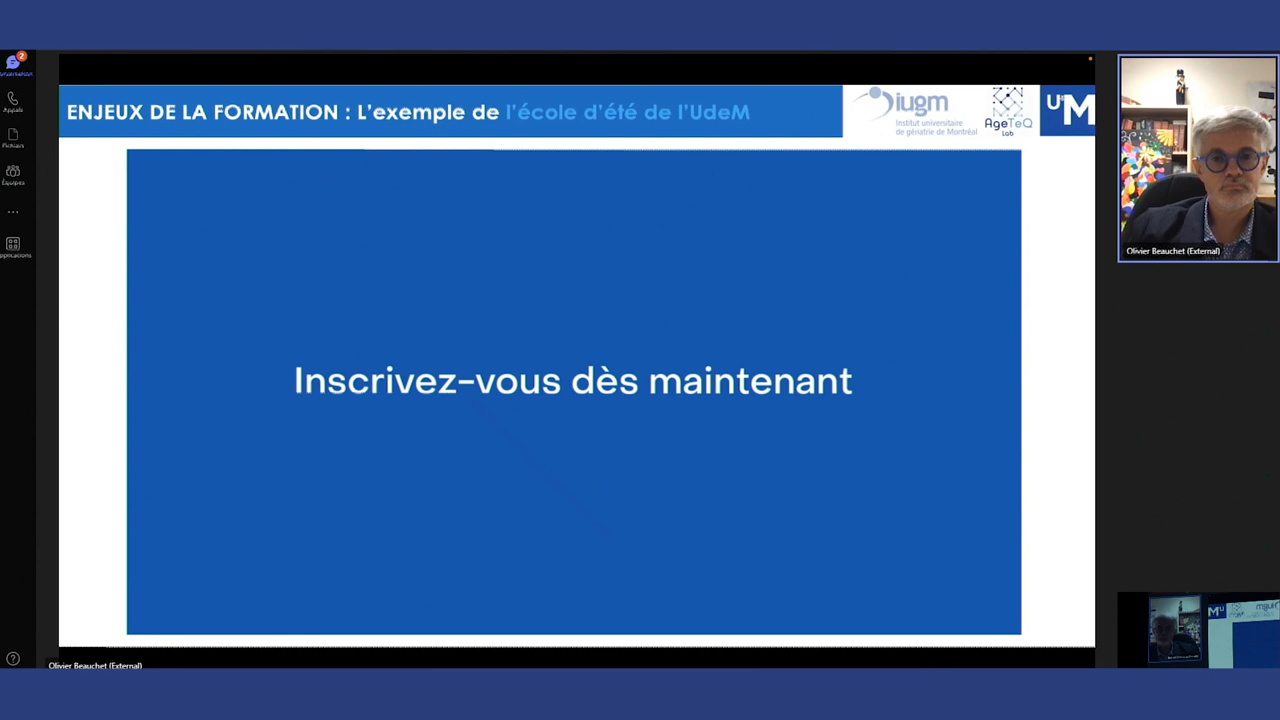 2
Appels
Fichiers
Équipes
...
ENJEUX DE LA FORMATION : L'exemple de l'école d'été de l'UdeM
iugm
Institut universitaire
de gériatrie de Montréal
AgeTeQ
Lab
U M
Inscrivez-vous dès maintenant
Olivier Beauchet (External)
Olivier Beauchet (External)
?